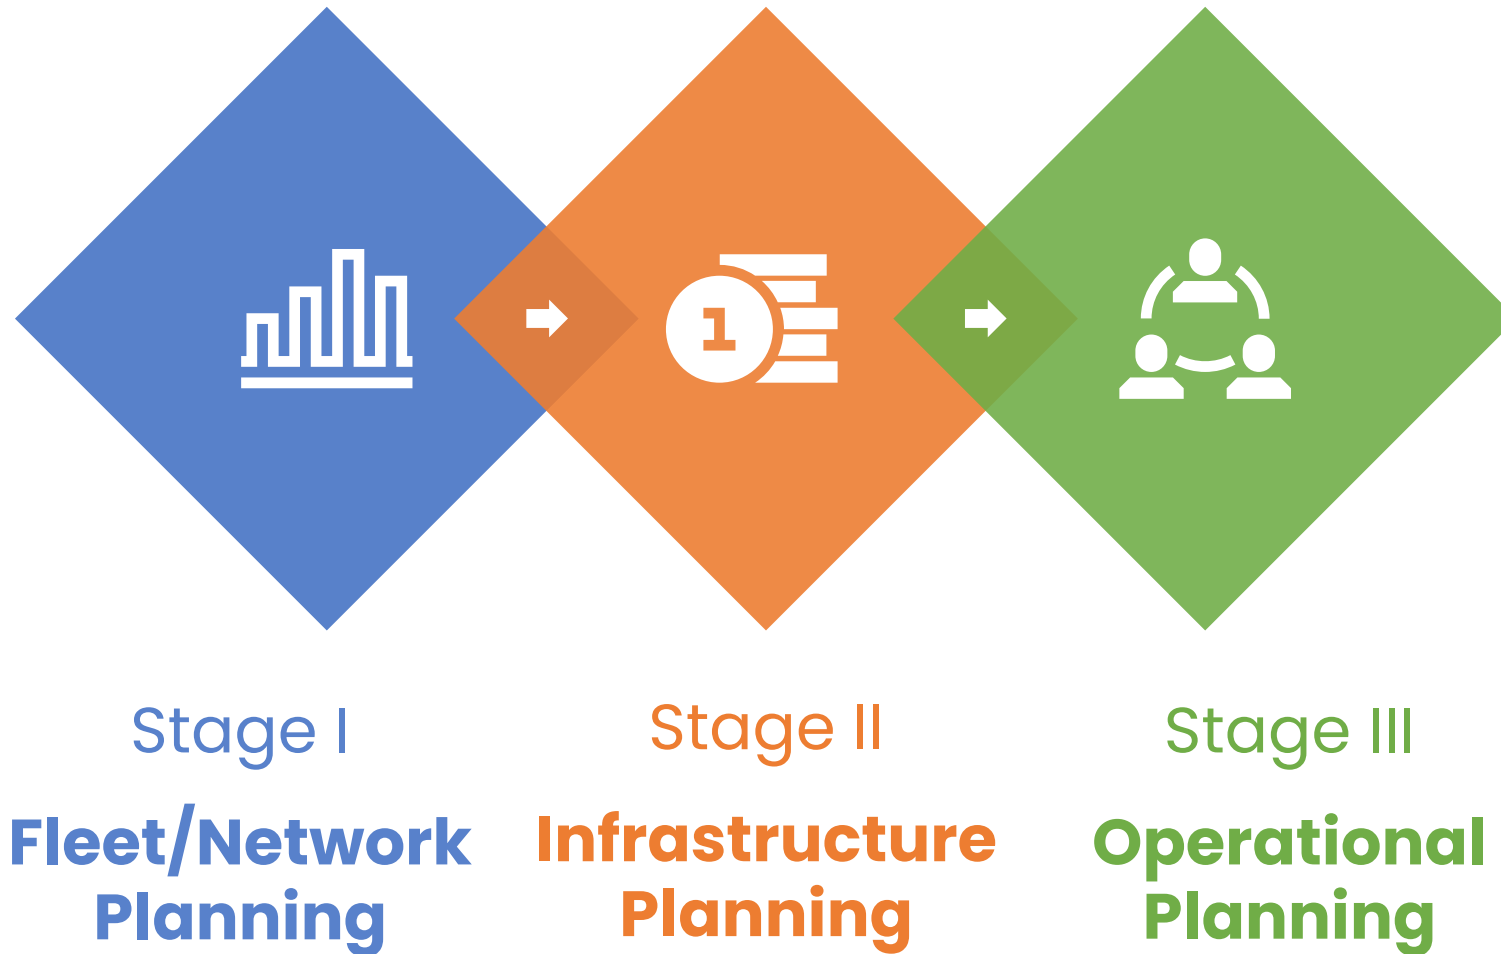 1
Stage I
Fleet/Network
Planning
Stage II
Infrastructure
Planning
Stage III
Operational
Planning